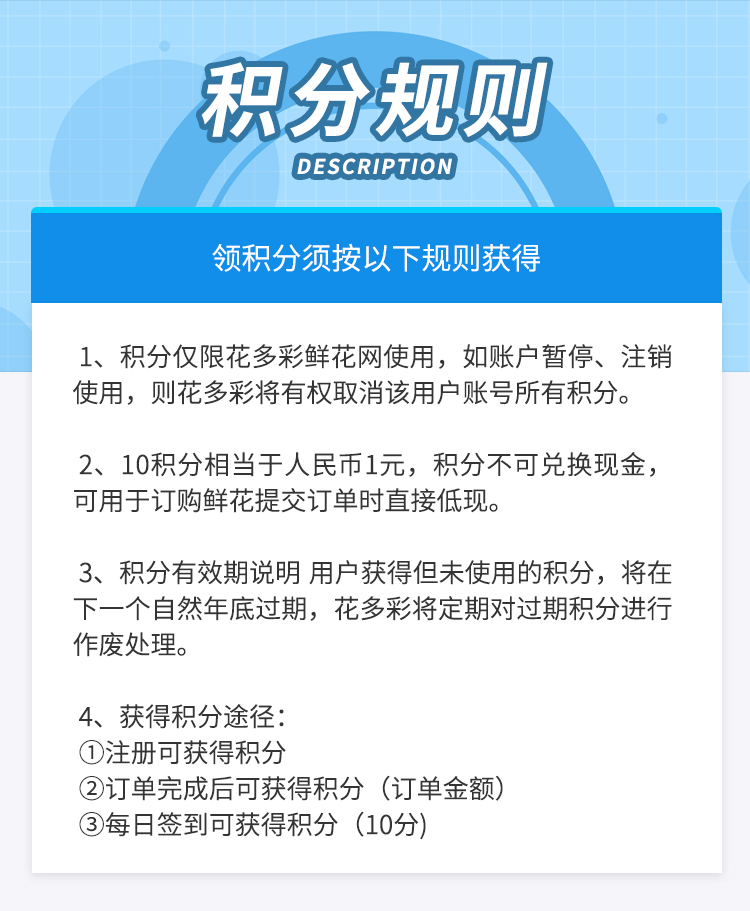 积分规则
DESCRIPTION
领积分须按以下规则获得
1、积分仅限花多彩鲜花网使用，如账户暂停、注销
使用，则花多彩将有权取消该用户账号所有积分。
2、10积分相当于人民币1元，积分不可兑换现金，
可用于订购鲜花提交订单时直接低现。
3、积分有效期说明 用户获得但未使用的积分，将在
下一个自然年底过期，花多彩将定期对过期积分进行
作废处理。
4、获得积分途径：
①注册可获得积分
②订单完成后可获得积分（订单金额）
③每日签到可获得积分（10分)